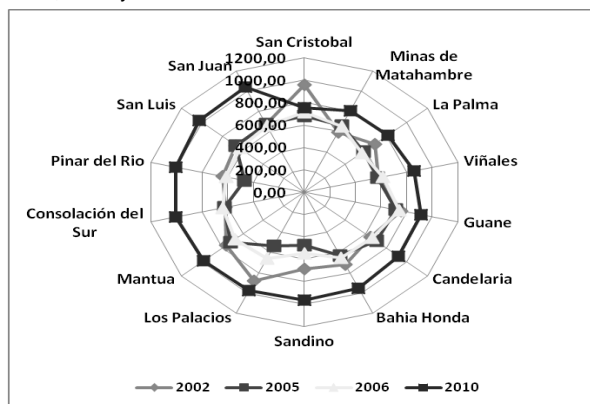 San Cristobal
Minas de
Matahambre
La Palma
Viñales
Guane
Candelaria
Bahia Honda
Sandino
Los Palacios
Mantua
Consolación del
Sur
Pinar del Rio
San Luis
San Juan
1200,00
1000,00
800,00
600,00
400,00
200,00
0,00
2002
2005
2006
2010